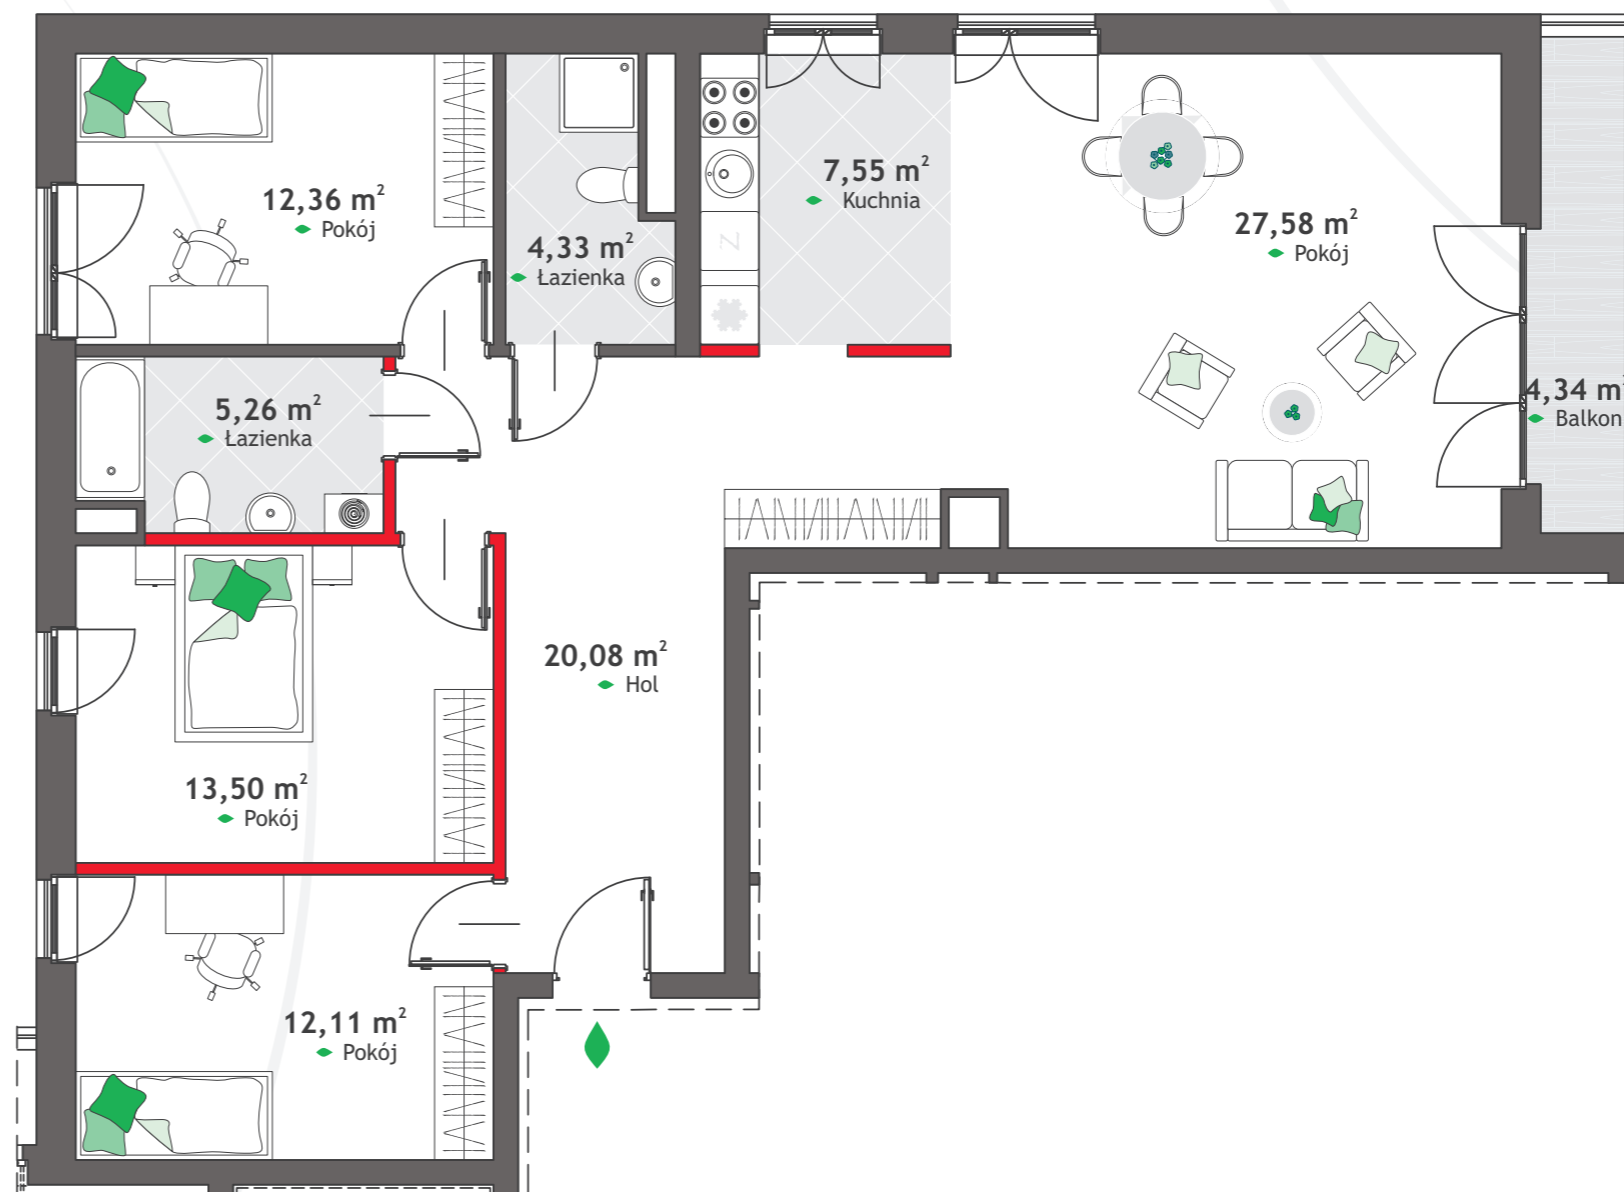 12,36 m²
Pokój
4,33 m²
Łazienka
7,55 m²
Kuchnia
Z
27,58 m²
Pokój
4,34 m²
Balkon
5,26 m²
Łazienka
20,08 m²
Hol
13,50 m²
Pokój
12,11 m²
Pokój